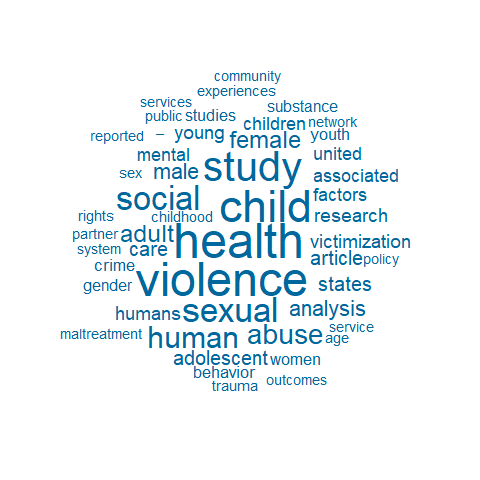 community
experiences
services substance
public studies children network
reported – young female youth
mental study united
sex male associated
social child factors
rights childhood research
partner adult health victimization
system care article policy
crime violence states
gender sexual analysis
humans human abuse service
maltreatment age
adolescent women
behavior
trauma outcomes